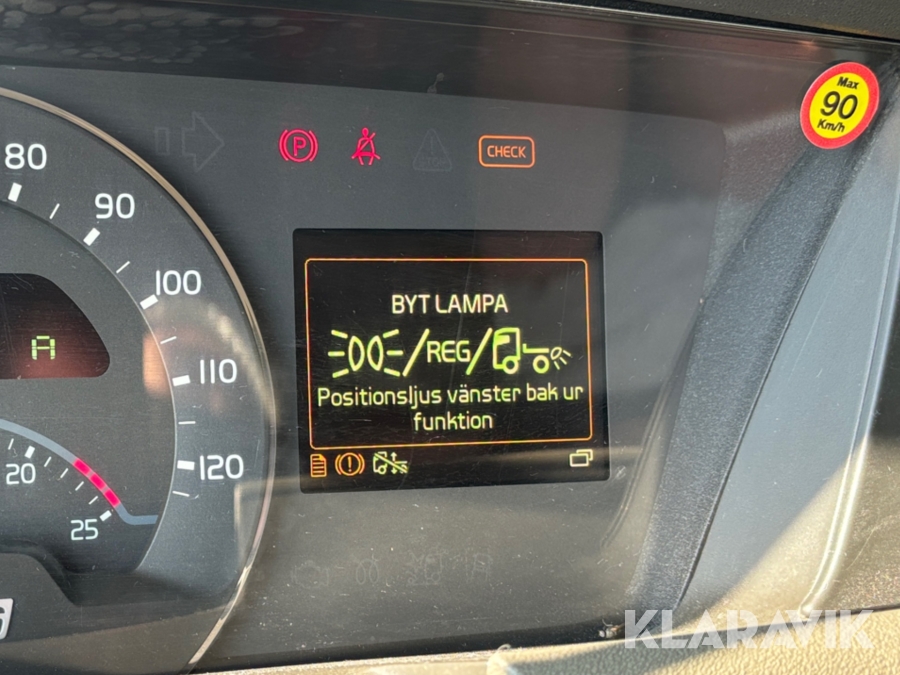 80
90
100
110
120
A
20
25
P
CHECK
Max
90
Km/h
BYT LAMPA
/REG/
Positionsljus vänster bak ur
funktion
KLARAVIK